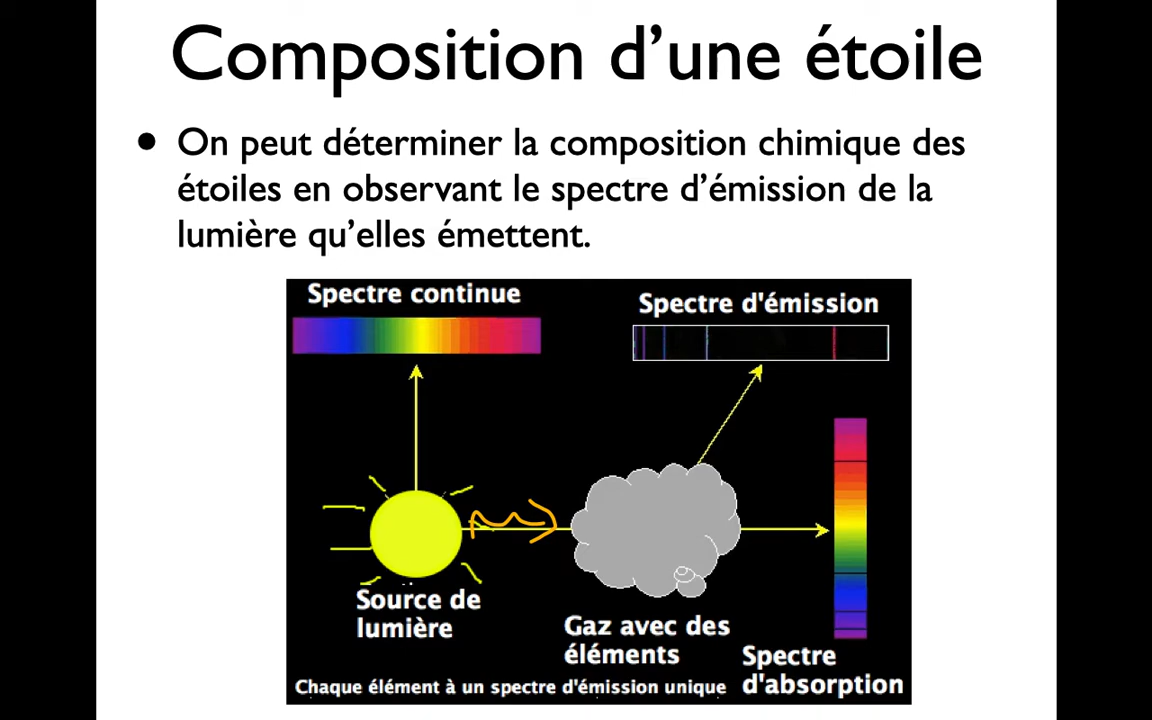 Composition d’une étoile
• On peut déterminer la composition chimique des
étoiles en observant le spectre d’émission de la
lumière qu’elles émettent.
Spectre continue
Spectre d'émission
Source de
lumière
Gaz avec des
éléments
Spectre
d'absorption
Chaque élément à un spectre d'émission unique